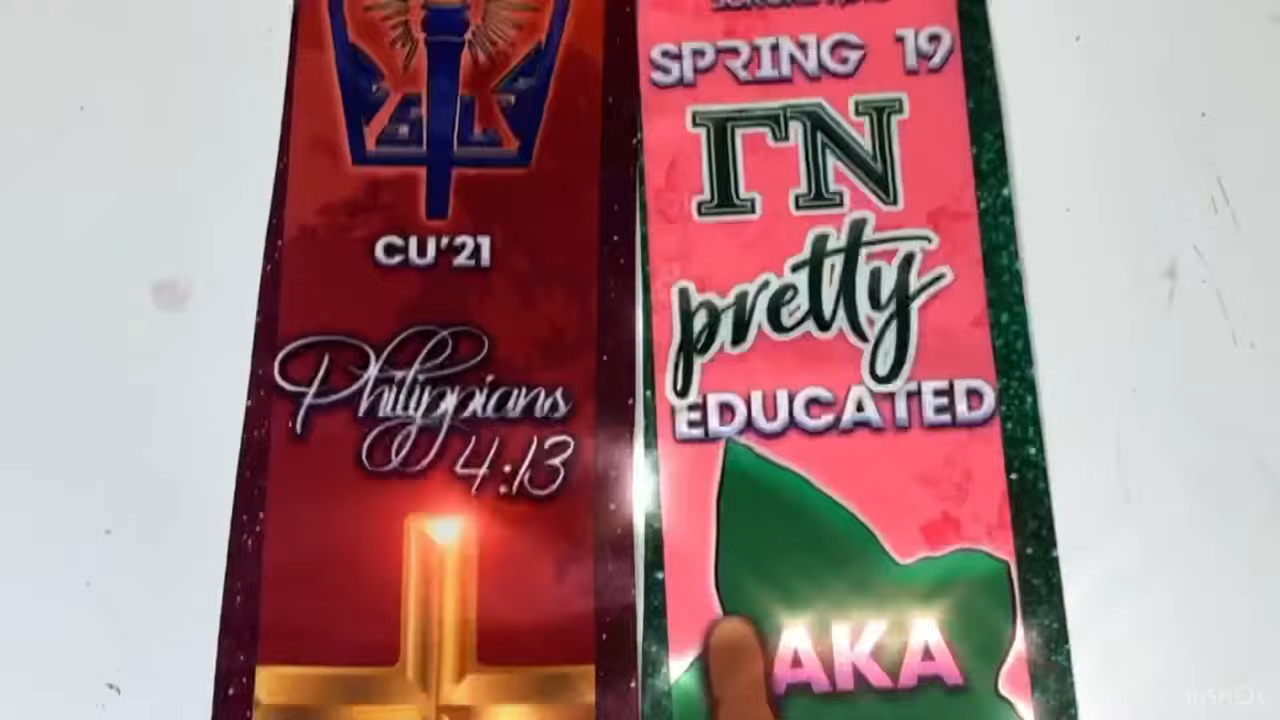 CU’21
Philippians
4:13
SPRING 19
ΓΝ
pretty
EDUCATED
AKA